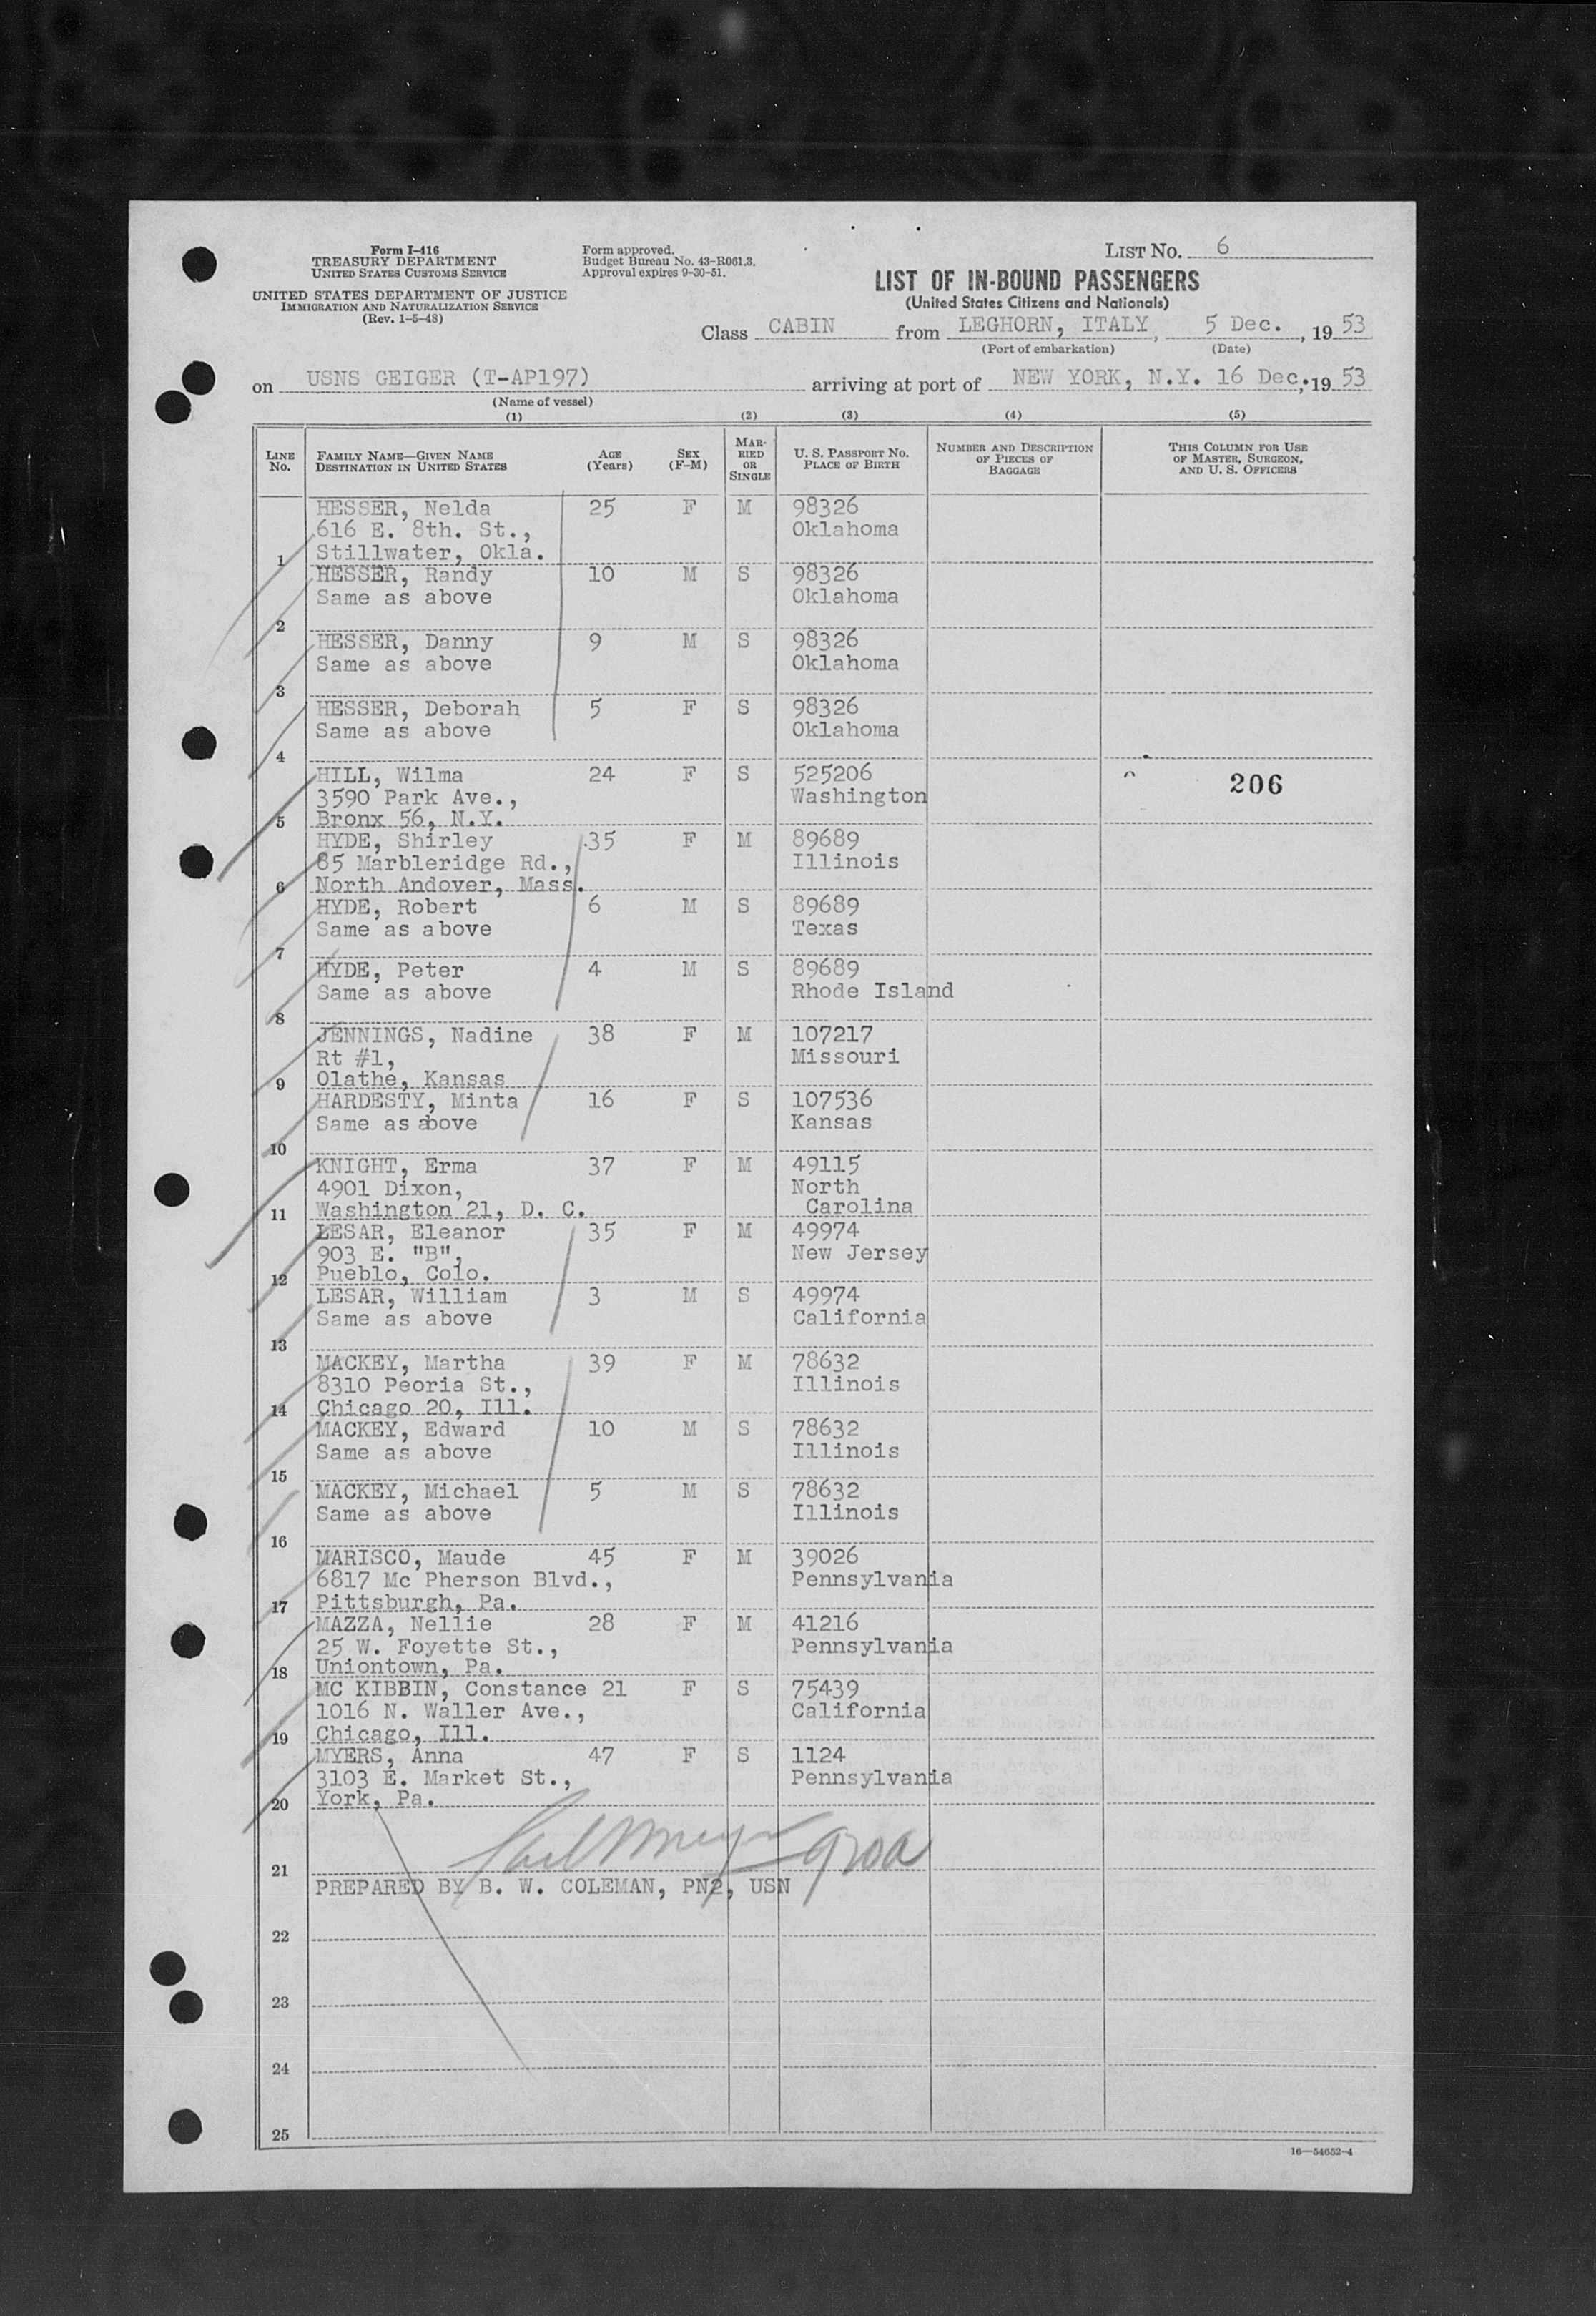 Form I-416
TREASURY DEPARTMENT
UNITED STATES CUSTOMS SERVICE
UNITED STATES DEPARTMENT OF JUSTICE
IMMIGRATION AND NATURALIZATION SERVICE
(Rev. 1-5-48)
Form approved.
Budget Bureau No. 43-R061.3.
Approval expires 9-30-51.
LIST NO. 6
LIST OF IN-BOUND PASSENGERS
(United States Citizens and Nationals)
Class CABIN from LEGHORN, ITALY, 5 Dec., 19 53
(Port of embarkation) (Date)
on USNS GEIGER (T-AP197) arriving at port of NEW YORK, N.Y. 16 Dec, 19 53
(Name of vessel)
(1) (2) (3) (4) (5)
LINE NO. FAMILY NAME—GIVEN NAME DESTINATION IN UNITED STATES AGE (Years) SEX (F-M) MARRIED OR SINGLE U. S. PASSPORT NO. PLACE OF BIRTH NUMBER AND DESCRIPTION OF PIECES OF BAGGAGE THIS COLUMN FOR USE OF MASTER, SURGEON, AND U. S. OFFICERS
HESSER, Nelda 25 F M 98326
616 E. 8th. St., Oklahoma
1 Stillwater, Okla.
HESSER, Randy 10 M S 98326
Same as above Oklahoma
2
HESSER, Danny 9 M S 98326
Same as above Oklahoma
3
HESSER, Deborah 5 F S 98326
Same as above Oklahoma
4
HILL, Wilma 24 F S 525206 206
3590 Park Ave., Washington
5 Bronx 56, N.Y.
HYDE, Shirley 35 F M 89689
85 Marbleridge Rd., Illinois
6 North Andover, Mass.
HYDE, Robert 6 M S 89689
Same as above Texas
7
HYDE, Peter 4 M S 89689
Same as above Rhode Island
8
JENNINGS, Nadine 38 F M 107217
Rt #1, Missouri
9 Olathe, Kansas
HARDESTY, Minta 16 F S 107536
Same as above Kansas
10
KNIGHT, Erma 37 F M 49115
4901 Dixon, North
11 Washington 21, D. C. Carolina
LESAR, Eleanor 35 F M 49974
903 E. "B", New Jersey
12 Pueblo, Colo.
LESAR, William 3 M S 49974
Same as above California
13
MACKEY, Martha 39 F M 78632
8310 Peoria St., Illinois
14 Chicago 20, Ill.
MACKEY, Edward 10 M S 78632
Same as above Illinois
15
MACKEY, Michael 5 M S 78632
Same as above Illinois
16
MARISCO, Maude 45 F M 39026
6817 Mc Pherson Blvd., Pennsylvania
17 Pittsburgh, Pa.
MAZZA, Nellie 28 F M 41216
25 W. Foyette St., Pennsylvania
18 Uniontown, Pa.
MC KIBBIN, Constance 21 F S 75439
1016 N. Waller Ave., California
19 Chicago, Ill.
MYERS, Anna 47 F S 1124
3103 E. Market St., Pennsylvania
20 York, Pa.
21
PREPARED BY B. W. COLEMAN, PN2, USN
22
23
24
25
16—54652-4